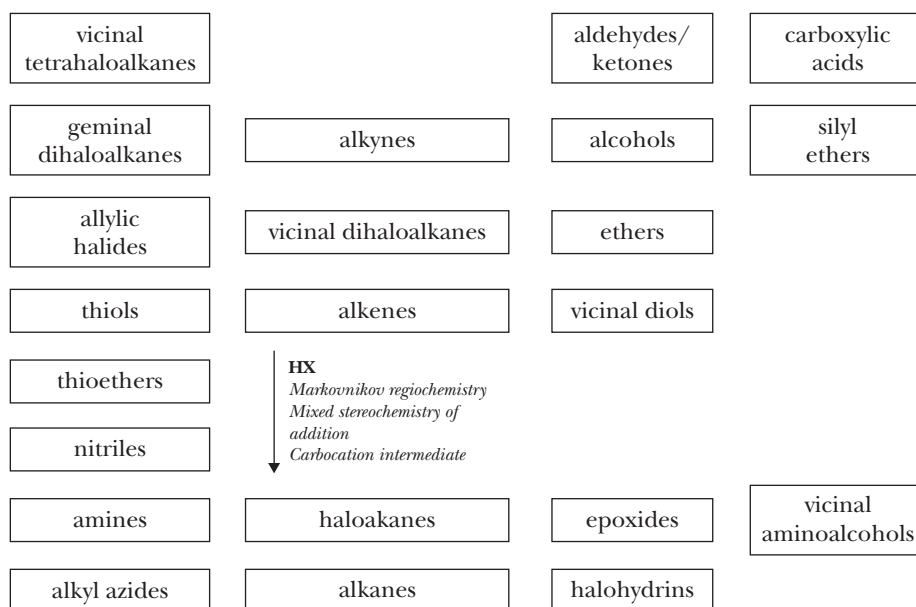 vicinal
tetrahaloalkanes
aldehydes/
ketones
carboxylic
acids
geminal
dihaloalkanes
alkynes
alcohols
silyl
ethers
allylic
halides
vicinal dihaloalkanes
ethers
thiols
alkenes
vicinal diols
thioethers
HX
Markovnikov regiochemistry
Mixed stereochemistry of
addition
Carbocation intermediate
nitriles
amines
haloakanes
epoxides
vicinal
aminoalcohols
alkyl azides
alkanes
halohydrins